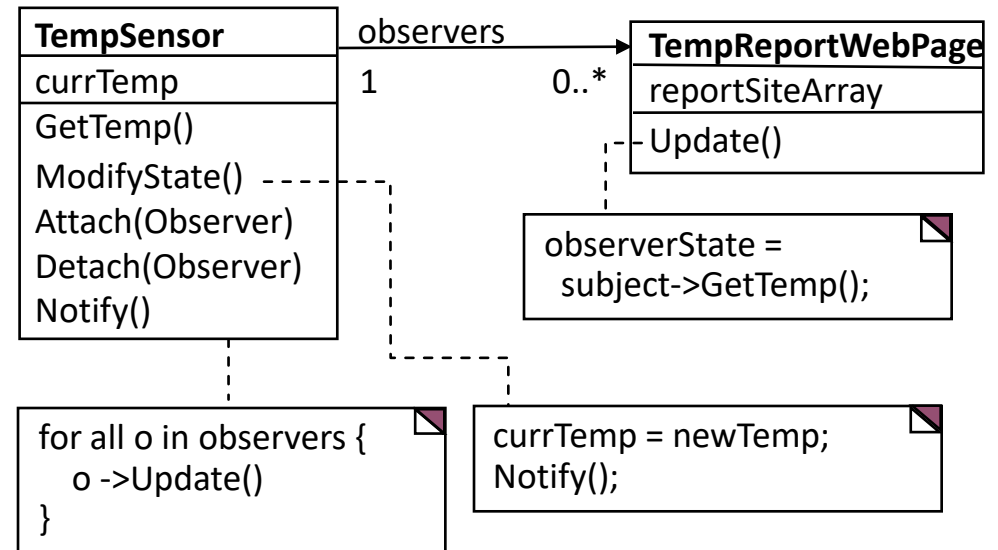 TempSensor
currTemp
GetTemp()
ModifyState()
Attach(Observer)
Detach(Observer)
Notify()
observers
1
0..*
TempReportWebPage
reportSiteArray
Update()
observerState =
subject->GetTemp();
for all o in observers {
o ->Update()
}
currTemp = newTemp;
Notify();